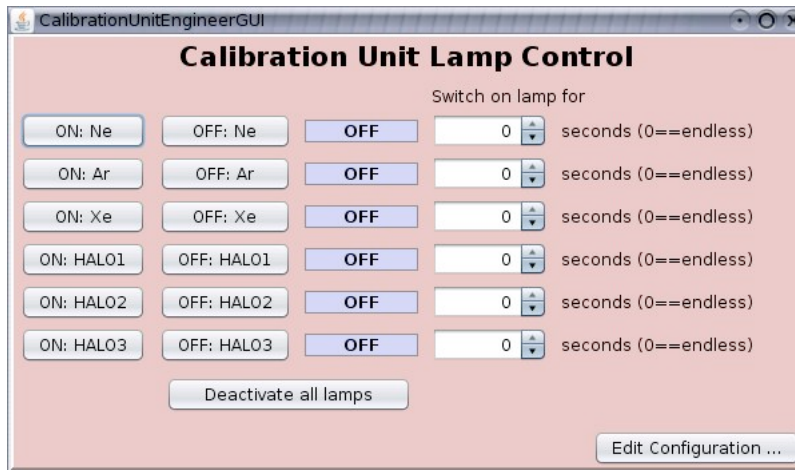 CalibrationUnitEngineerGUI
Calibration Unit Lamp Control
Switch on lamp for
ON: Ne OFF: Ne OFF 0 seconds (0==endless)
ON: Ar OFF: Ar OFF 0 seconds (0==endless)
ON: Xe OFF: Xe OFF 0 seconds (0==endless)
ON: HALO1 OFF: HALO1 OFF 0 seconds (0==endless)
ON: HALO2 OFF: HALO2 OFF 0 seconds (0==endless)
ON: HALO3 OFF: HALO3 OFF 0 seconds (0==endless)
Deactivate all lamps
Edit Configuration ...